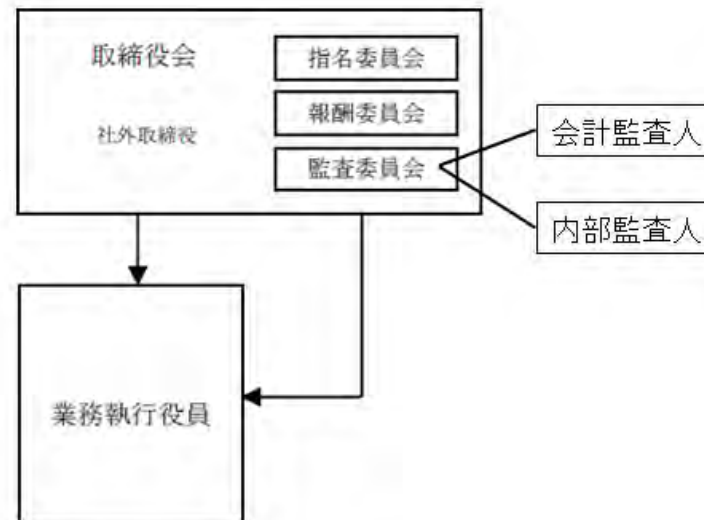 取締役会
社外取締役
指名委員会
報酬委員会
監査委員会
会計監査人
内部監査人
業務執行役員